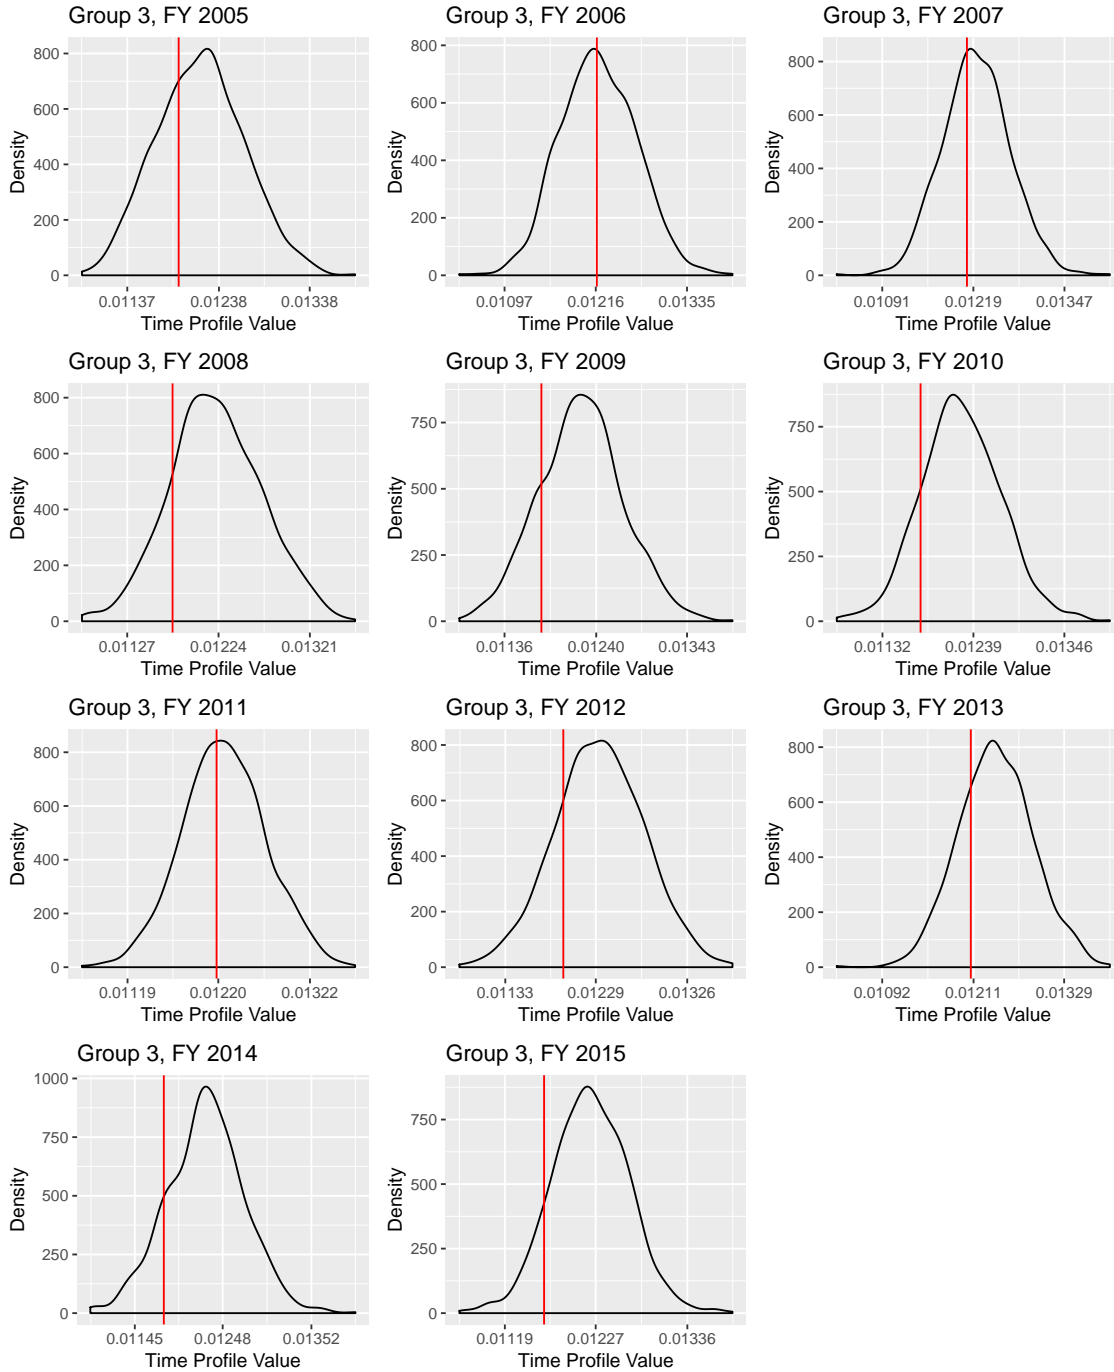 Group 3, FY 2005
Group 3, FY 2006
Group 3, FY 2007
800
600
400
200
0
Density
0.01137
0.01238
0.01338
Time Profile Value
800
600
400
200
0
Density
0.01097
0.01216
0.01335
Time Profile Value
800
600
400
200
0
Density
0.01091
0.01219
0.01347
Time Profile Value
Group 3, FY 2008
Group 3, FY 2009
Group 3, FY 2010
800
600
400
200
0
Density
0.01127
0.01224
0.01321
Time Profile Value
750
500
250
0
Density
0.01136
0.01240
0.01343
Time Profile Value
750
500
250
0
Density
0.01132
0.01239
0.01346
Time Profile Value
Group 3, FY 2011
Group 3, FY 2012
Group 3, FY 2013
800
600
400
200
0
Density
0.01119
0.01220
0.01322
Time Profile Value
800
600
400
200
0
Density
0.01133
0.01229
0.01326
Time Profile Value
800
600
400
200
0
Density
0.01092
0.01211
0.01329
Time Profile Value
Group 3, FY 2014
Group 3, FY 2015
1000
750
500
250
0
Density
0.01145
0.01248
0.01352
Time Profile Value
750
500
250
0
Density
0.01119
0.01227
0.01336
Time Profile Value